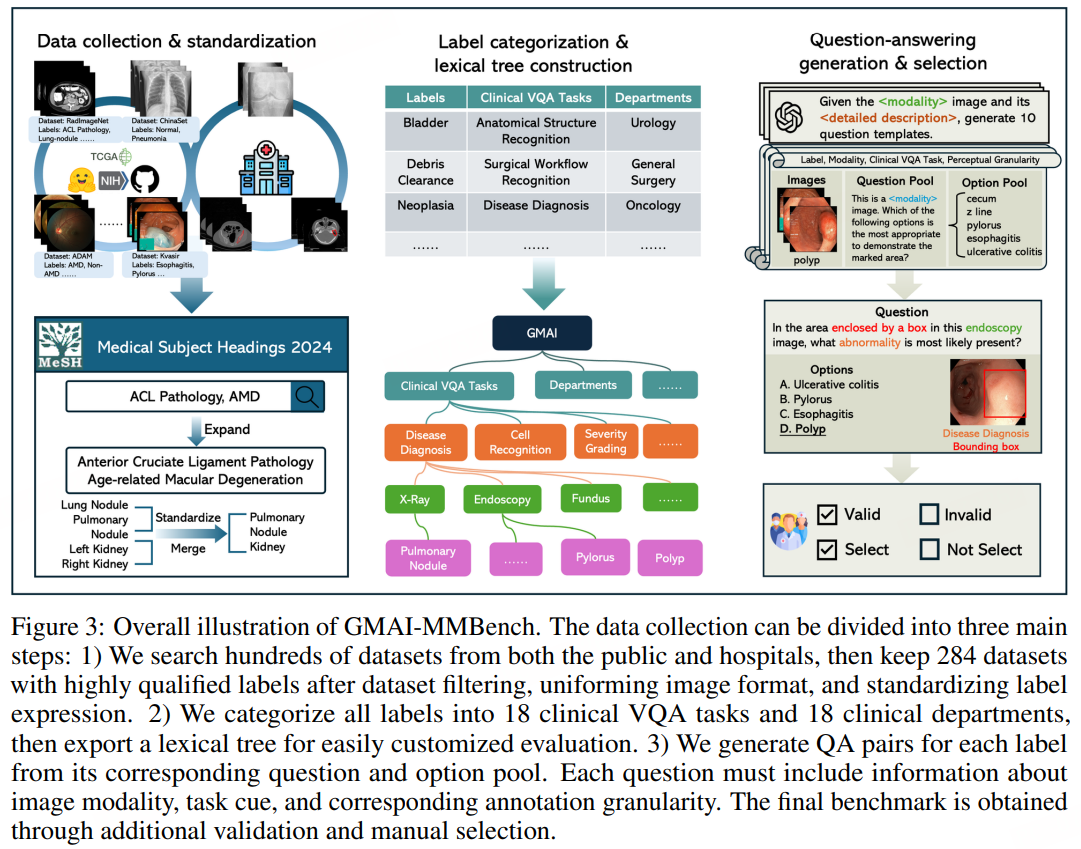 Data collection & standardization
Dataset: RadImageNet
Labels: ACL Pathology,
Lung-nodule ……
Dataset: ChinaSet
Labels: Normal,
Pneumonia
TCGA
NIH
……
Dataset: ADAM
Labels: AMD, Non-
AMD ……
Dataset: Kvasir
Labels: Esophagitis,
Pylorus …
MeSH
Medical Subject Headings 2024
ACL Pathology, AMD
Expand
Anterior Cruciate Ligament Pathology
Age-related Macular Degeneration
Lung Nodule
Pulmonary
Nodule
Left Kidney
Right Kidney
Standardize
Merge
Pulmonary
Nodule
Kidney
Label categorization &
lexical tree construction
Labels Clinical VQA Tasks Departments
Bladder Anatomical Structure Recognition Urology
Debris Clearance Surgical Workflow Recognition General Surgery
Neoplasia Disease Diagnosis Oncology
…… …… ……
GMAI
Clinical VQA Tasks Departments ……
Disease Diagnosis Cell Recognition Severity Grading ……
X-Ray Endoscopy Fundus ……
Pulmonary Nodule …… Pylorus Polyp
Question-answering
generation & selection
Given the <modality> image and its
<detailed description>, generate 10
question templates.
Label, Modality, Clinical VQA Task, Perceptual Granularity
Images
polyp
Question Pool
This is a <modality>
image. Which of the
following options is
the most appropriate
to demonstrate the
marked area?
Option Pool
cecum
z line
pylorus
esophagitis
ulcerative colitis
Question
In the area enclosed by a box in this endoscopy
image, what abnormality is most likely present?
Options
A. Ulcerative colitis
B. Pylorus
C. Esophagitis
D. Polyp
Disease Diagnosis
Bounding box
Valid Invalid
Select Not Select
Figure 3: Overall illustration of GMAI-MMBench. The data collection can be divided into three main
steps: 1) We search hundreds of datasets from both the public and hospitals, then keep 284 datasets
with highly qualified labels after dataset filtering, uniforming image format, and standardizing label
expression. 2) We categorize all labels into 18 clinical VQA tasks and 18 clinical departments,
then export a lexical tree for easily customized evaluation. 3) We generate QA pairs for each label
from its corresponding question and option pool. Each question must include information about
image modality, task cue, and corresponding annotation granularity. The final benchmark is obtained
through additional validation and manual selection.